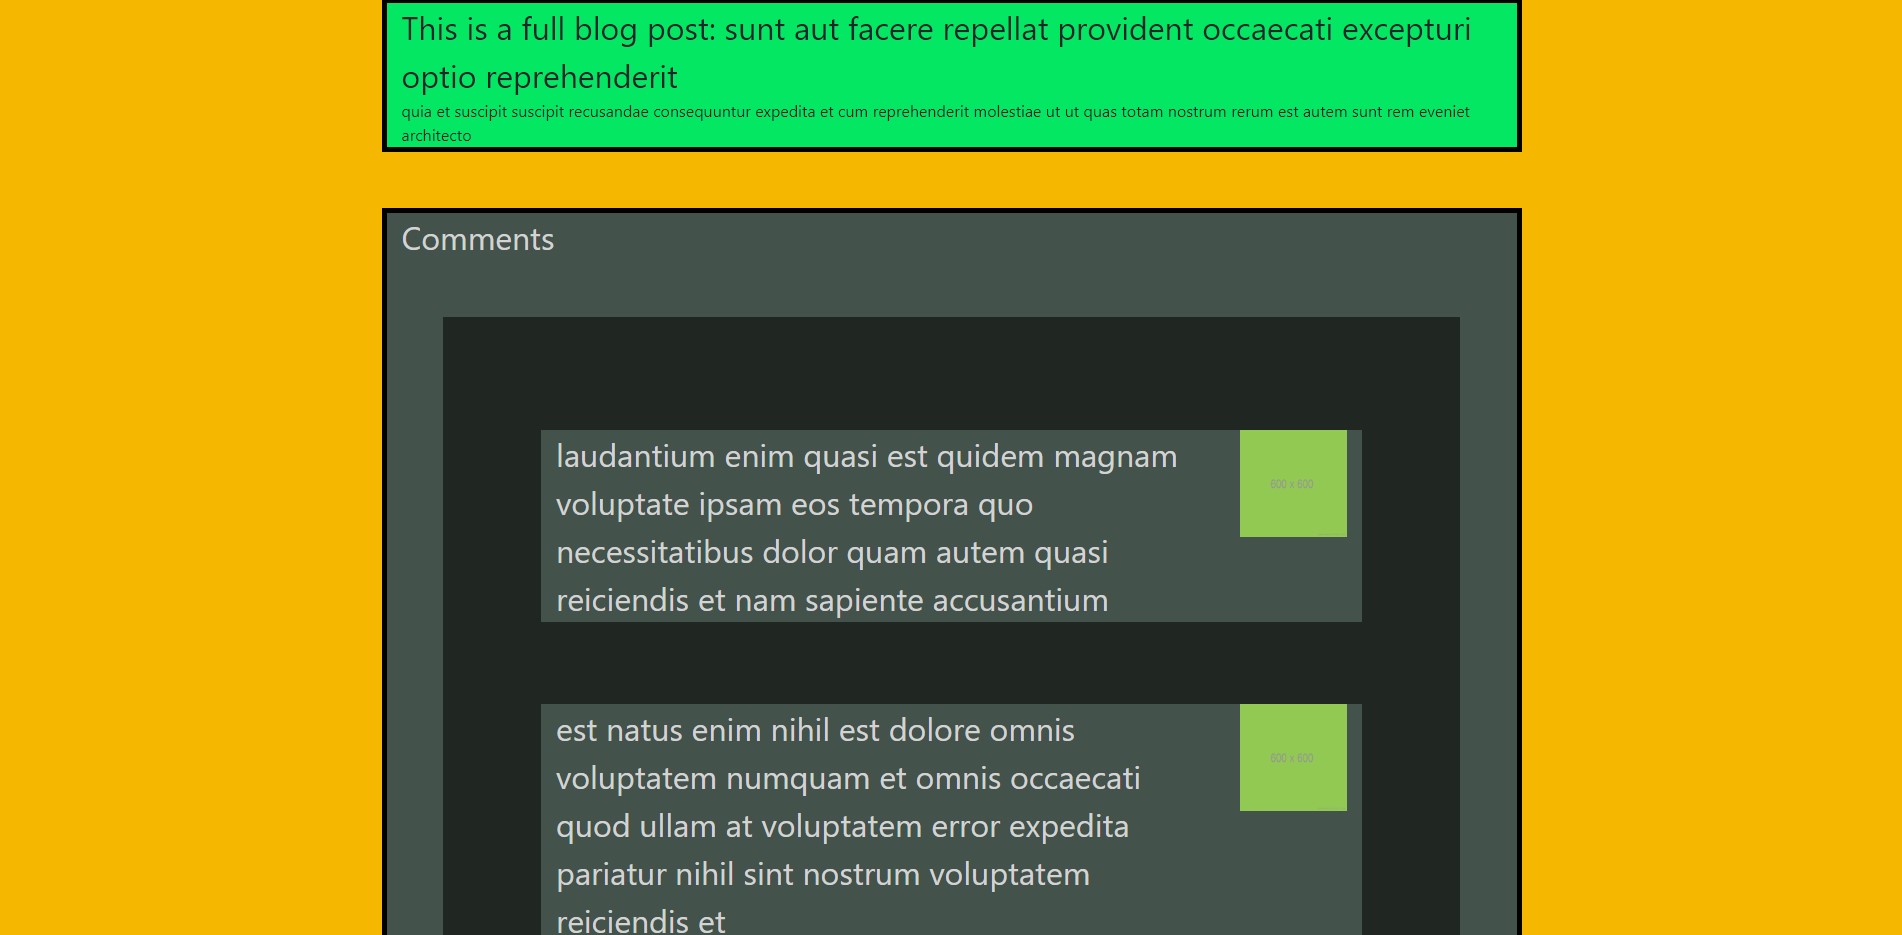 This is a full blog post: sunt aut facere repellat provident occaecati excepturi
optio reprehenderit
quia et suscipit suscipit recusandae consequuntur expedita et cum reprehenderit molestiae ut ut quas totam nostrum rerum est autem sunt rem eveniet
architecto
Comments
laudantium enim quasi est quidem magnam
voluptate ipsam eos tempora quo
necessitatibus dolor quam autem quasi
reiciendis et nam sapiente accusantium
600 x 600
est natus enim nihil est dolore omnis
voluptatem numquam et omnis occaecati
quod ullam at voluptatem error expedita
pariatur nihil sint nostrum voluptatem
reiciendis et
600 x 600